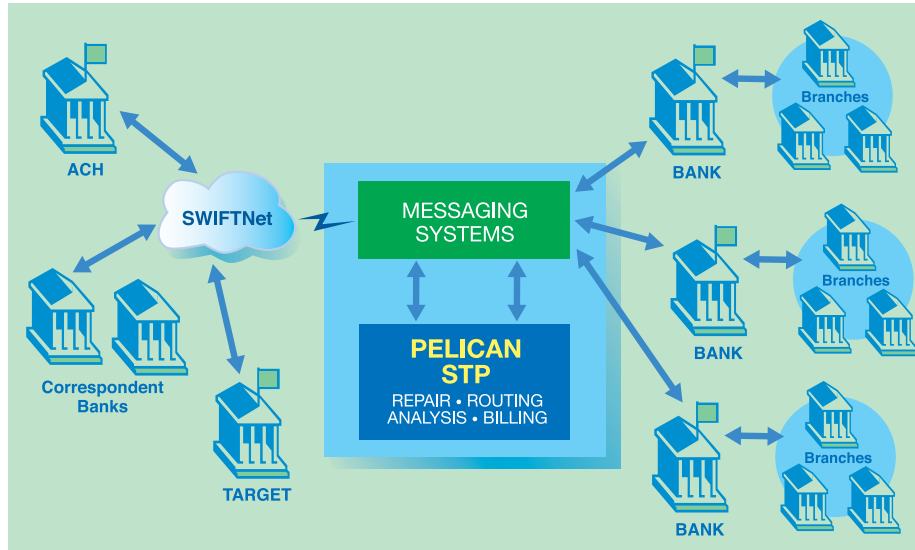 ACH
SWIFTNet
Correspondent
Banks
TARGET
MESSAGING
SYSTEMS
PELICAN
STP
REPAIR • ROUTING
ANALYSIS • BILLING
BANK
Branches
BANK
Branches
BANK
Branches